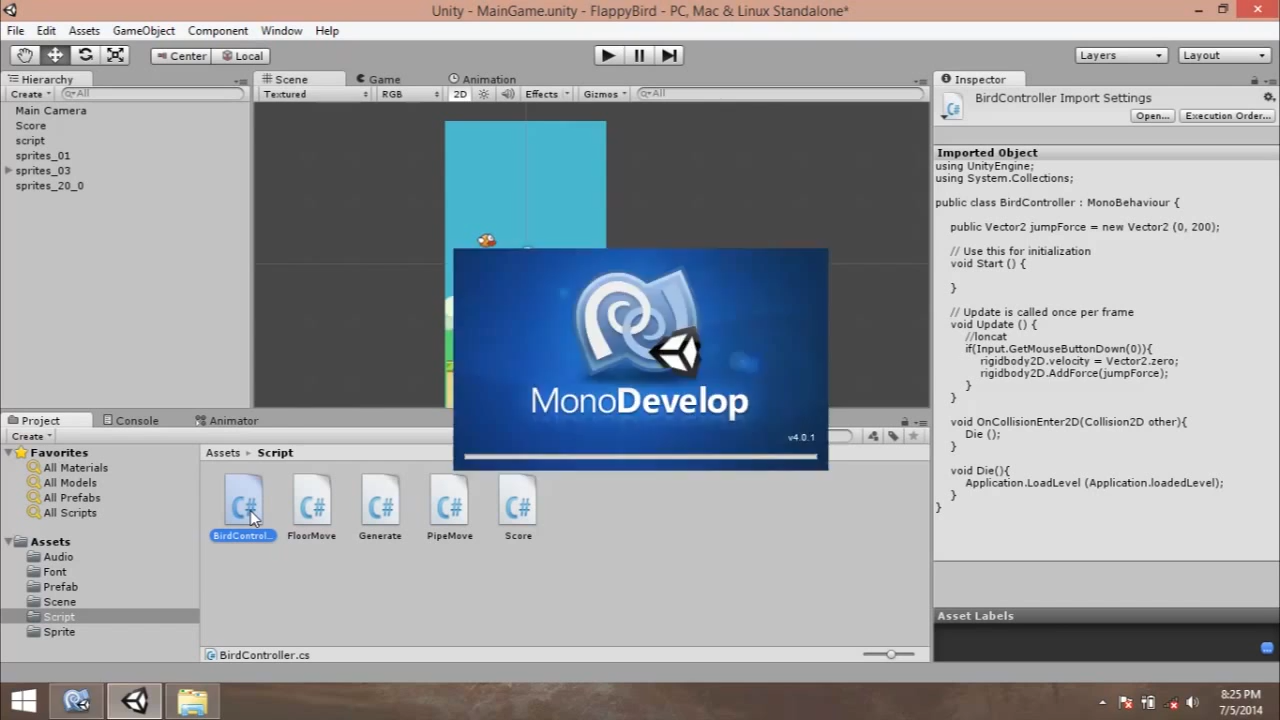 Unity - MainGame.unity - FlappyBird - PC, Mac & Linux Standalone*
File Edit Assets GameObject Component Window Help
Center Local Layers Layout
Hierarchy
Create All
Main Camera
Score
script
sprites_01
sprites_03
sprites_20_0
Scene Game Animation
Textured RGB 2D Effects Gizmos All
MonoDevelop
v4.0.1
Inspector
BirdController Import Settings
Open... Execution Order...
Imported Object
using UnityEngine;
using System.Collections;
public class BirdController : MonoBehaviour {
public Vector2 jumpForce = new Vector2 (0, 200);
// Use this for initialization
void Start () {
}
// Update is called once per frame
void Update () {
//loncat
if(Input.GetMouseButtonDown(0)){
rigidbody2D.velocity = Vector2.zero;
rigidbody2D.AddForce(jumpForce);
}
}
void OnCollisionEnter2D(Collision2D other){
Die ();
}
void Die(){
Application.LoadLevel (Application.loadedLevel);
}
}
Asset Labels
Project Console Animator
Create
Favorites
All Materials
All Models
All Prefabs
All Scripts
Assets
Audio
Font
Prefab
Scene
Script
Sprite
Assets Script
C# C# C# C# C#
BirdControl... FloorMove Generate PipeMove Score
BirdController.cs
8:25 PM
7/5/2014